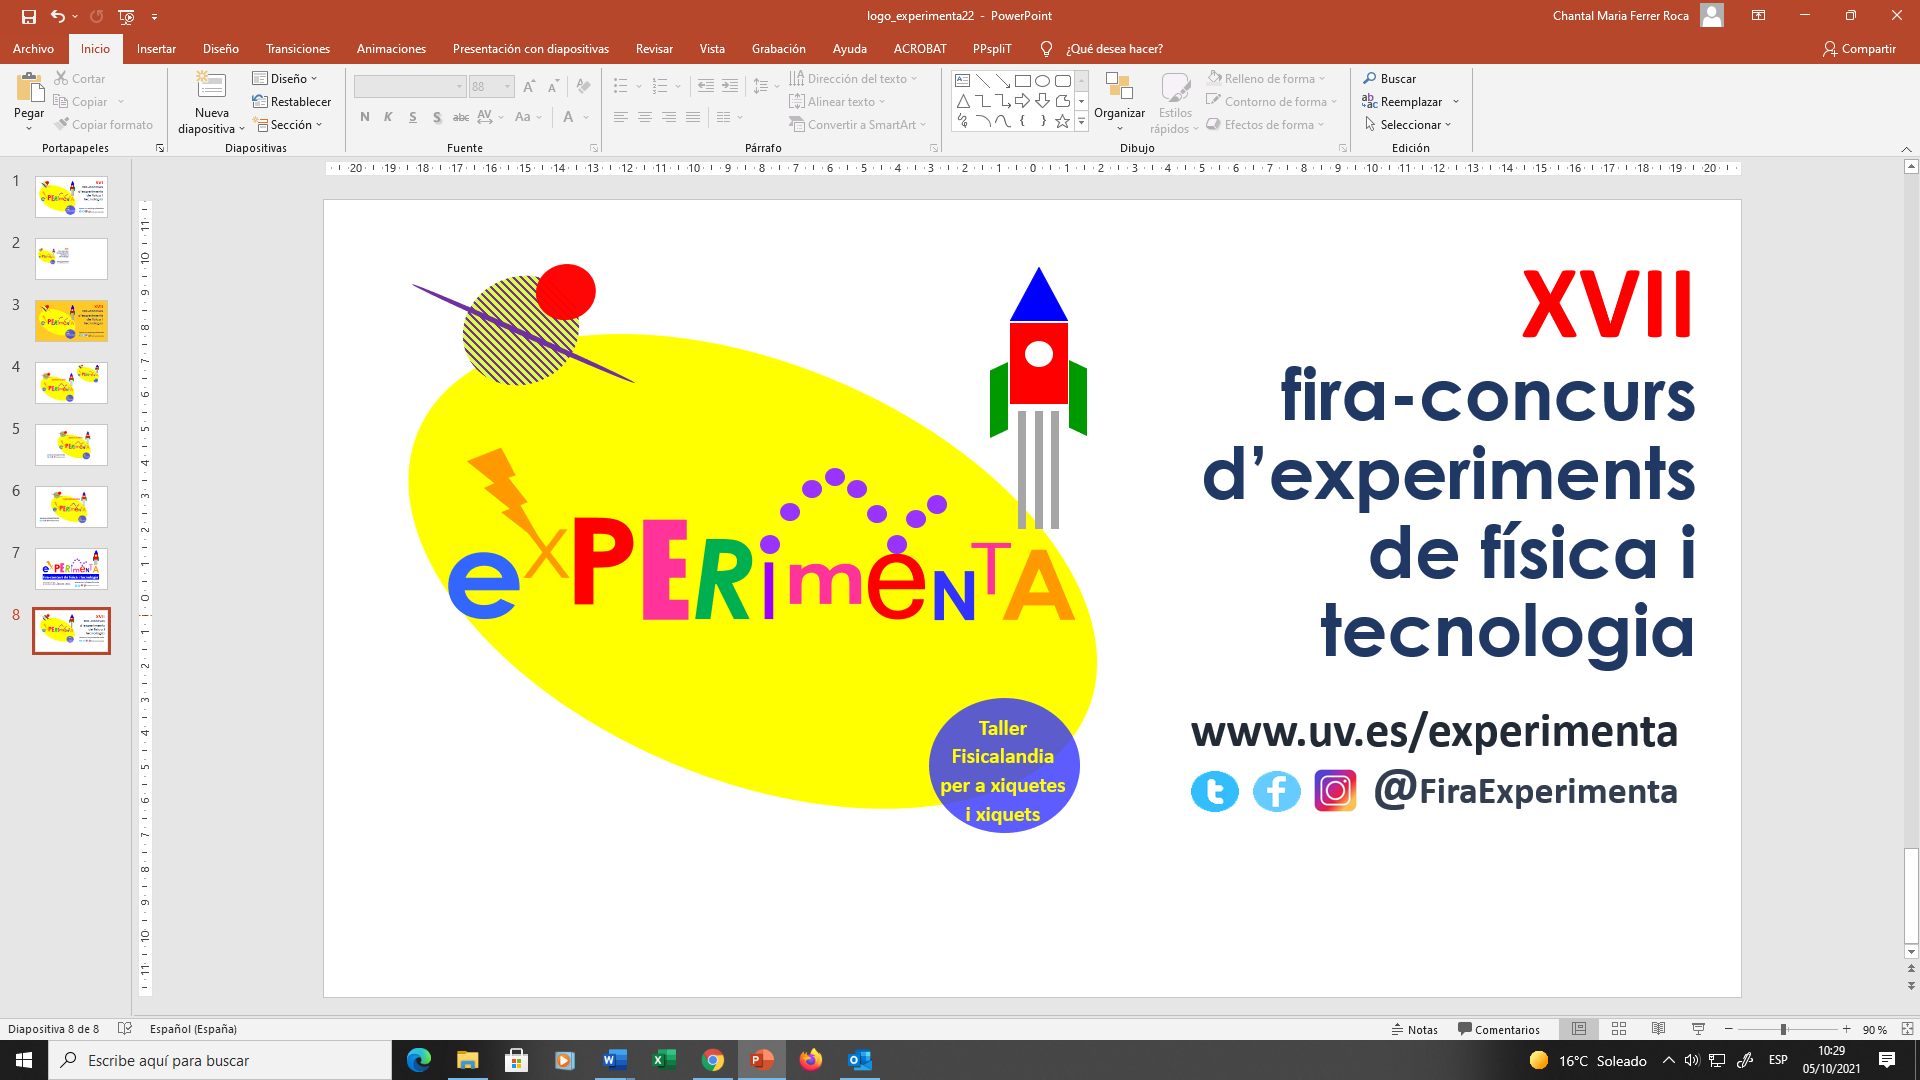 logo_experimenta22 - PowerPoint
Chantal Maria Ferrer Roca
Archivo Inicio Insertar Diseño Transiciones Animaciones Presentación con diapositivas Revisar Vista Grabación Ayuda ACROBAT PPspliT ¿Qué desea hacer? Compartir
Pegar
Cortar
Copiar
Copiar formato
Portapapeles
Nueva diapositiva
Diseño
Restablecer
Sección
Diapositivas
88
N K S S abc AV Aa A
Fuente
Dirección del texto
Alinear texto
Convertir a SmartArt
Párrafo
Organizar
Estilos rápidos
Relleno de forma
Contorno de forma
Efectos de forma
Dibujo
Buscar
Reemplazar
Seleccionar
Edición
1
2
3
4
5
6
7
8
eXPERimeNTA
Taller
Fisicalandia
per a xiquetes
i xiquets
XVII
fira-concurs
d’experiments
de física i
tecnologia
www.uv.es/experimenta
@FiraExperimenta
Diapositiva 8 de 8 Español (España) Notas Comentarios 90 %
Escribe aquí para buscar
16°C Soleado
ESP
10:29
05/10/2021